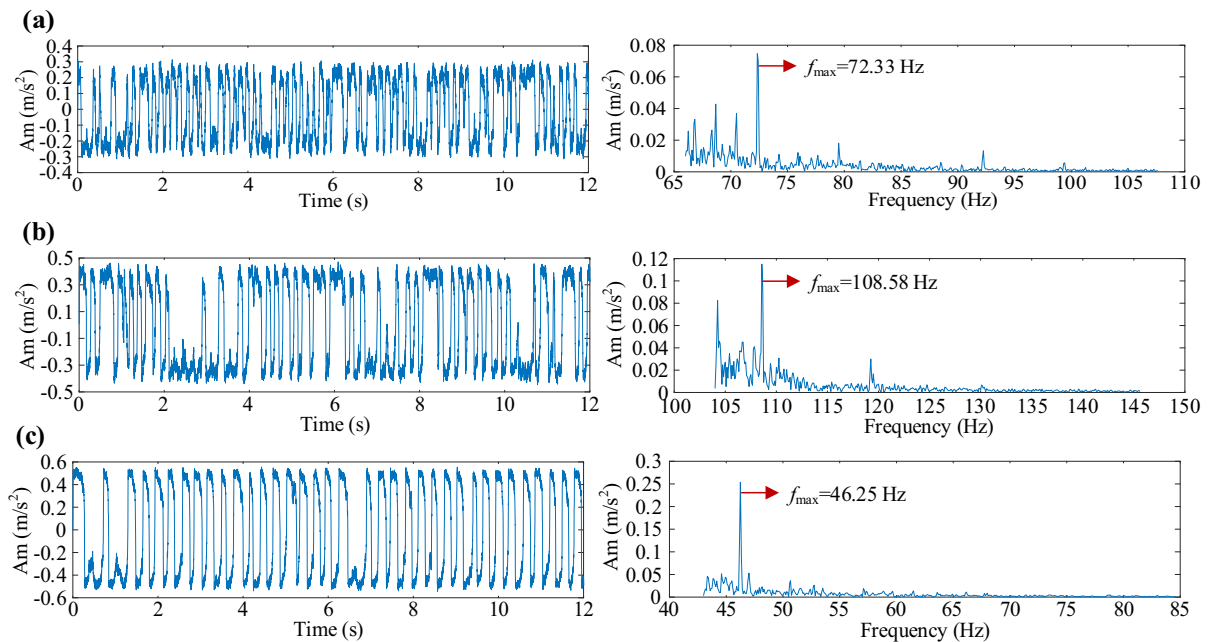 (a)
Am (m/s²)
0.4
0.3
0.2
0.1
0
-0.1
-0.2
-0.3
-0.4
0 2 4 6 8 10 12
Time (s)
Am (m/s²)
0.08
0.06
0.04
0.02
0
fmax=72.33 Hz
65 70 75 80 85 90 95 100 105 110
Frequency (Hz)
(b)
Am (m/s²)
0.5
0.3
0.1
-0.1
-0.3
-0.5
0 2 4 6 8 10 12
Time (s)
Am (m/s²)
0.12
0.1
0.08
0.06
0.04
0.02
0
fmax=108.58 Hz
100 105 110 115 120 125 130 135 140 145 150
Frequency (Hz)
(c)
Am (m/s²)
0.6
0.4
0.2
0
-0.2
-0.4
-0.6
0 2 4 6 8 10 12
Time (s)
Am (m/s²)
0.3
0.25
0.2
0.15
0.1
0.05
0
fmax=46.25 Hz
40 45 50 55 60 65 70 75 80 85
Frequency (Hz)